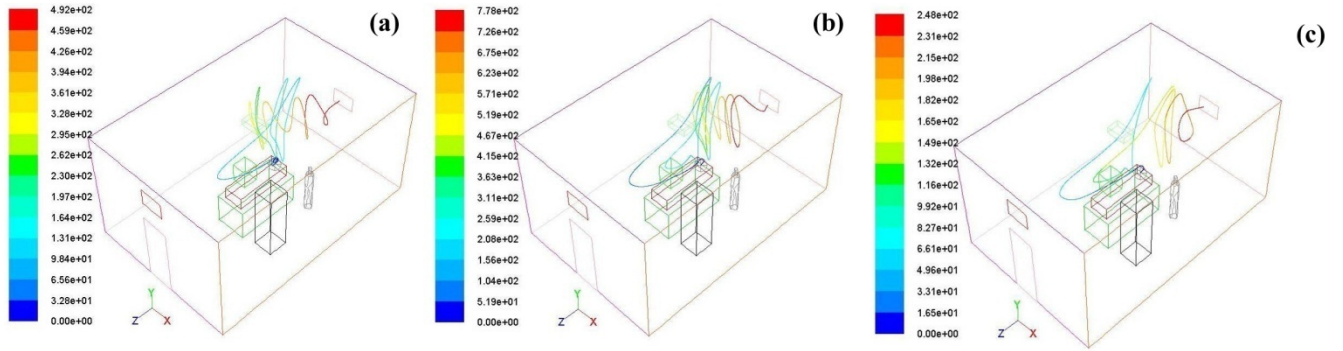 4.92e+02
4.59e+02
4.26e+02
3.94e+02
3.61e+02
3.28e+02
2.95e+02
2.62e+02
2.30e+02
1.97e+02
1.64e+02
1.31e+02
9.84e+01
6.56e+01
3.28e+01
0.00e+00
(a)
Y
Z
X
7.78e+02
7.26e+02
6.74e+02
6.23e+02
5.71e+02
5.19e+02
4.67e+02
4.15e+02
3.63e+02
3.11e+02
2.59e+02
2.08e+02
1.56e+02
1.04e+02
5.19e+01
0.00e+00
(b)
Y
Z
X
2.48e+02
2.31e+02
2.15e+02
1.98e+02
1.82e+02
1.65e+02
1.49e+02
1.32e+02
1.16e+02
9.92e+01
8.27e+01
6.61e+01
4.96e+01
3.31e+01
1.65e+01
0.00e+00
(c)
Y
Z
X